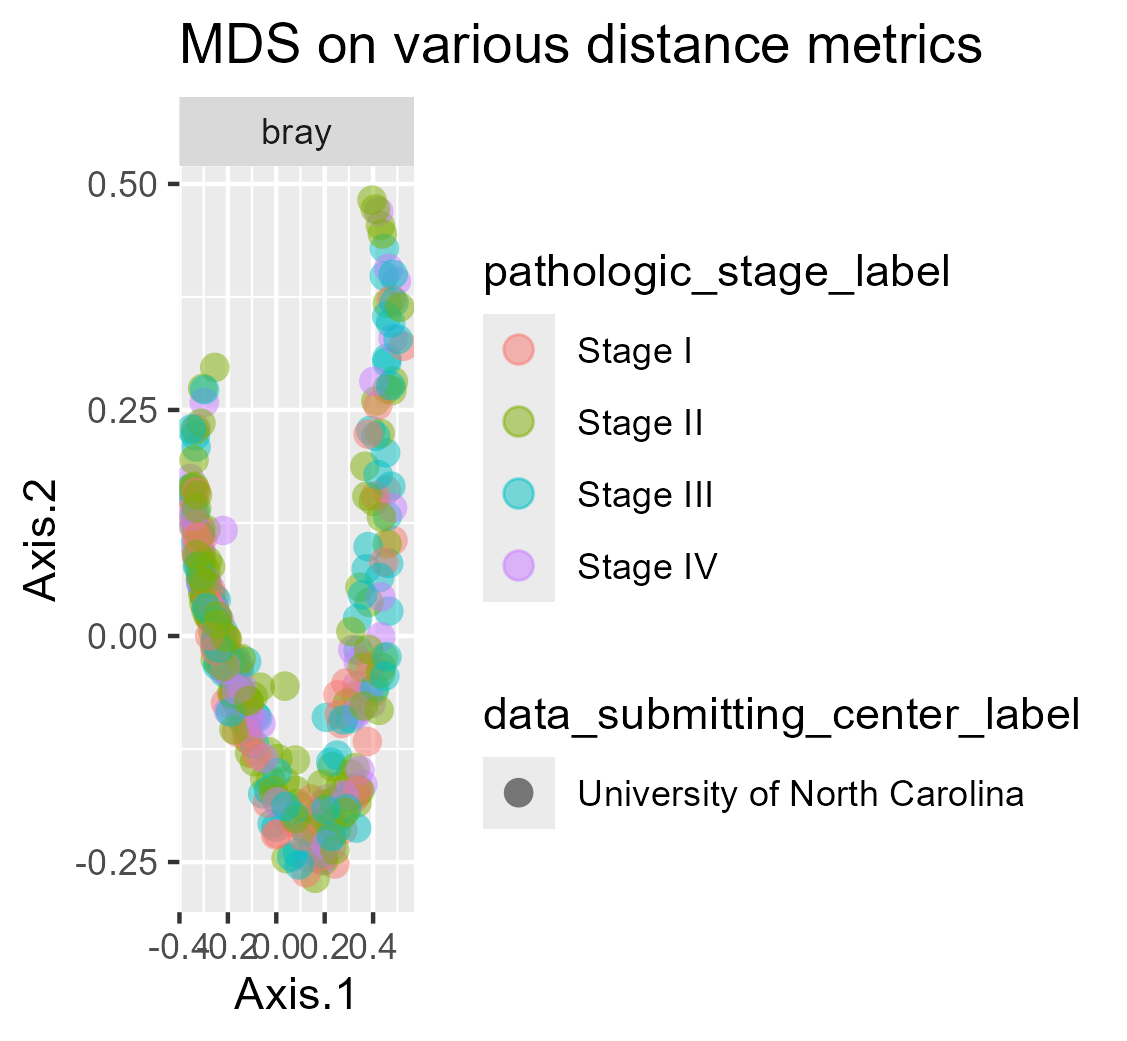 MDS on various distance metrics
bray
0.50
0.25
0.00
-0.25
Axis.2
-0.4 -0.2 0.0 0.2 0.4
Axis.1
pathologic_stage_label
Stage I
Stage II
Stage III
Stage IV
data_submitting_center_label
University of North Carolina